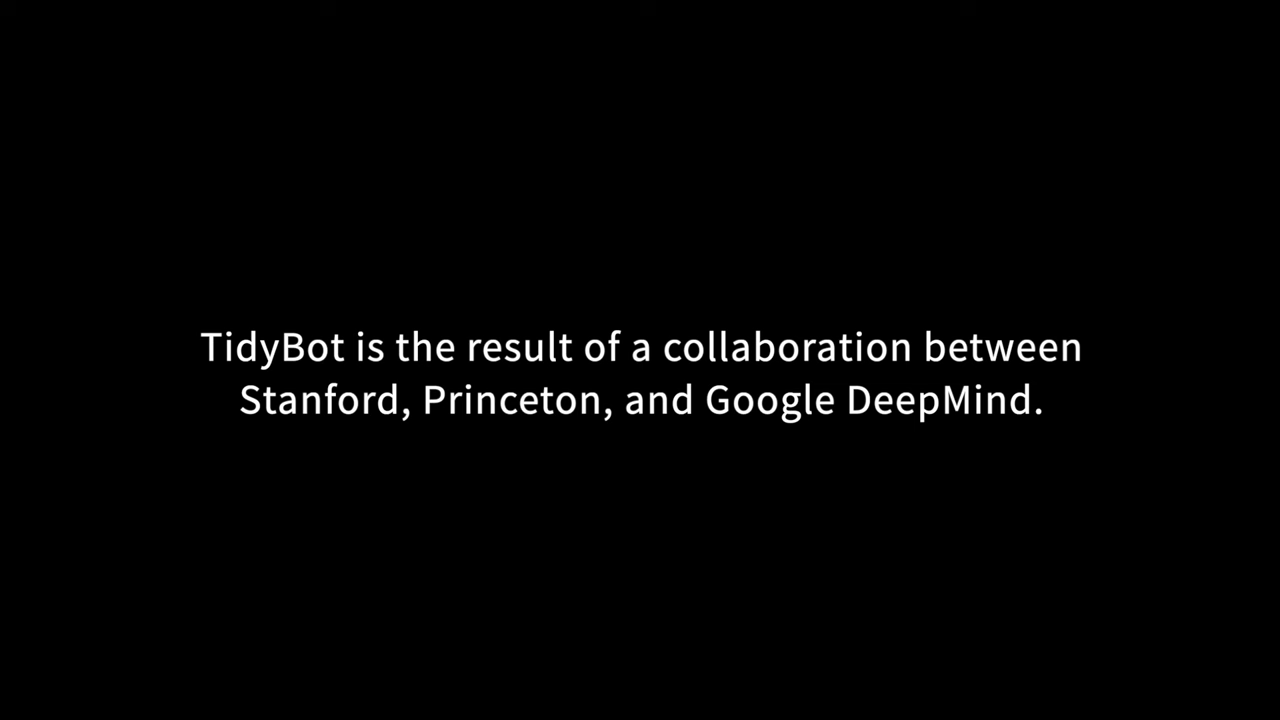 TidyBot is the result of a collaboration between
Stanford, Princeton, and Google DeepMind.